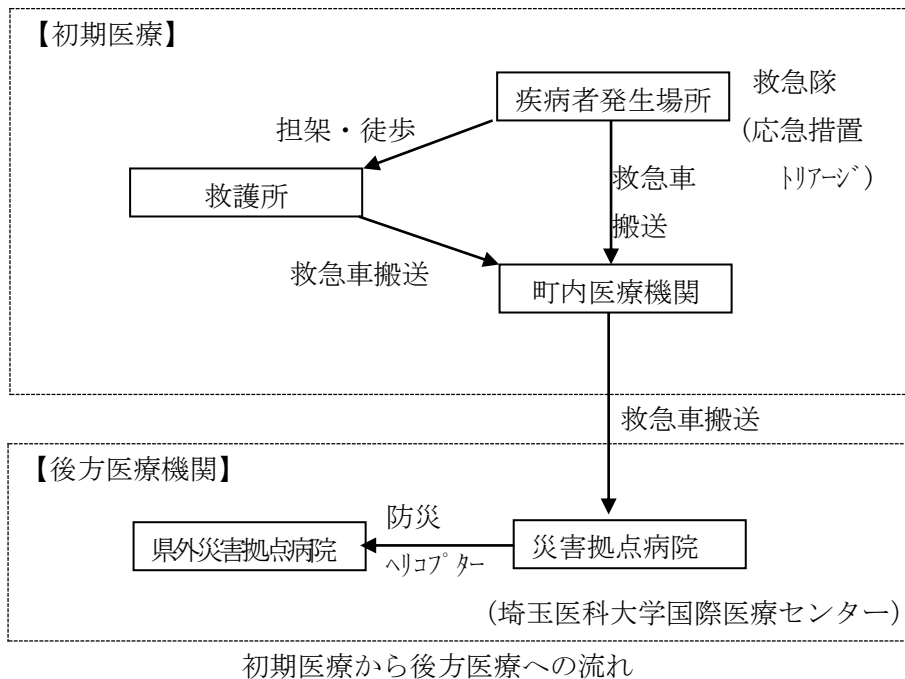 【初期医療】
疾病者発生場所
救急隊
(応急措置
ﾄﾘｱｰｼﾞ)
担架・徒歩
救護所
救急車
搬送
救急車搬送
町内医療機関
救急車搬送
【後方医療機関】
防災
ﾍﾘｺﾌﾟﾀｰ
県外災害拠点病院
災害拠点病院
(埼玉医科大学国際医療センター)
初期医療から後方医療への流れ